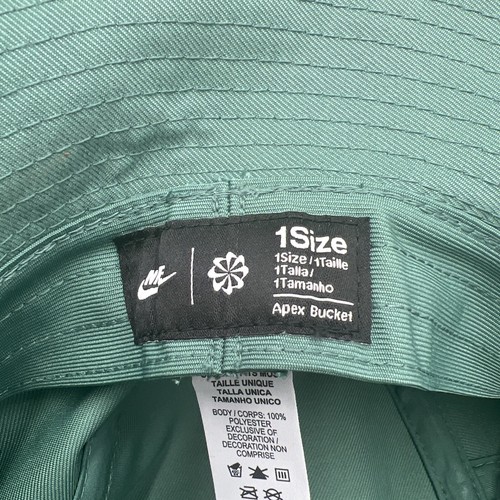 NE
1Size
1Size/1Taille
1Talla/
1Tamanho
Apex Bucket
TAILLE UNIQUE
TALLA UNICA
TAMANHO UNICO
BODY / CORPS: 100%
POLYESTER
EXCLUSIVE OF
DECORATION /
DECORATION NON
COMPRISE